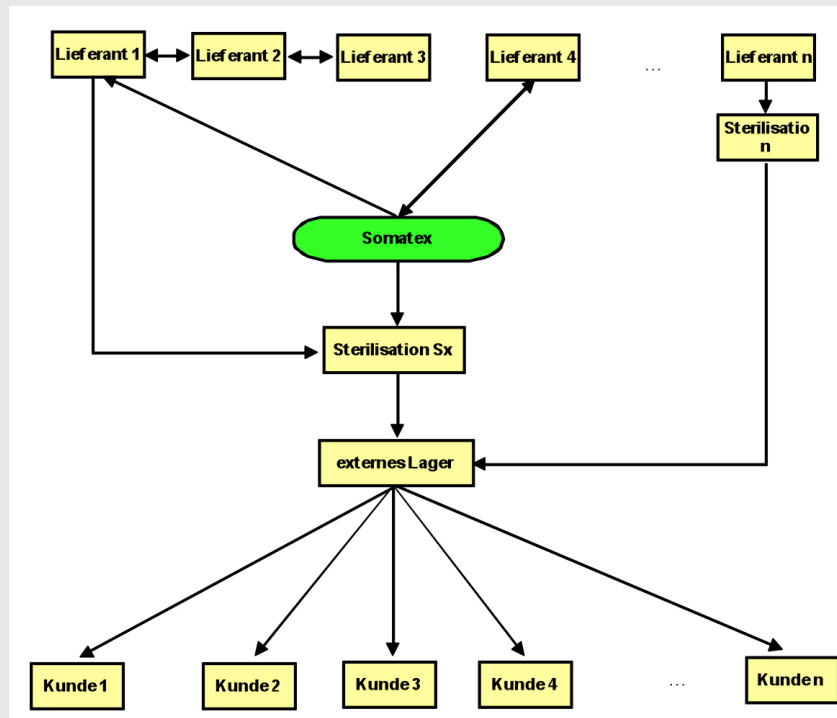 Lieferant 1
Lieferant 2
Lieferant 3
Lieferant 4
...
Lieferant n
Sterilisatio
n
Somatex
Sterilisation Sx
externes Lager
Kunde 1
Kunde 2
Kunde 3
Kunde 4
...
Kunde n